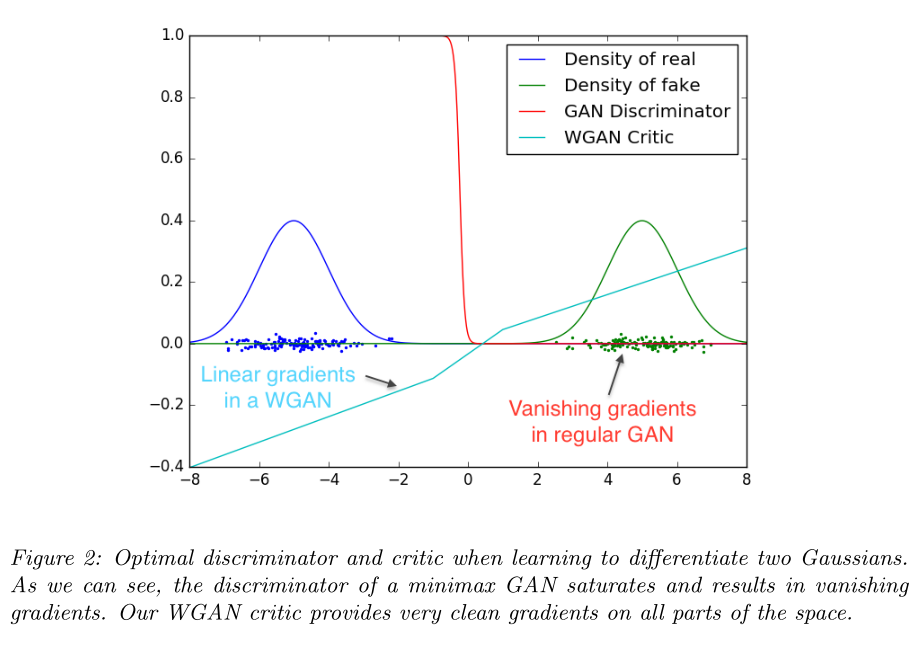 1.0
0.8
0.6
0.4
0.2
0.0
−0.2
−0.4
−8 −6 −4 −2 0 2 4 6 8
Density of real
Density of fake
GAN Discriminator
WGAN Critic
Linear gradients
in a WGAN
Vanishing gradients
in regular GAN
Figure 2: Optimal discriminator and critic when learning to differentiate two Gaussians.
As we can see, the discriminator of a minimax GAN saturates and results in vanishing
gradients. Our WGAN critic provides very clean gradients on all parts of the space.